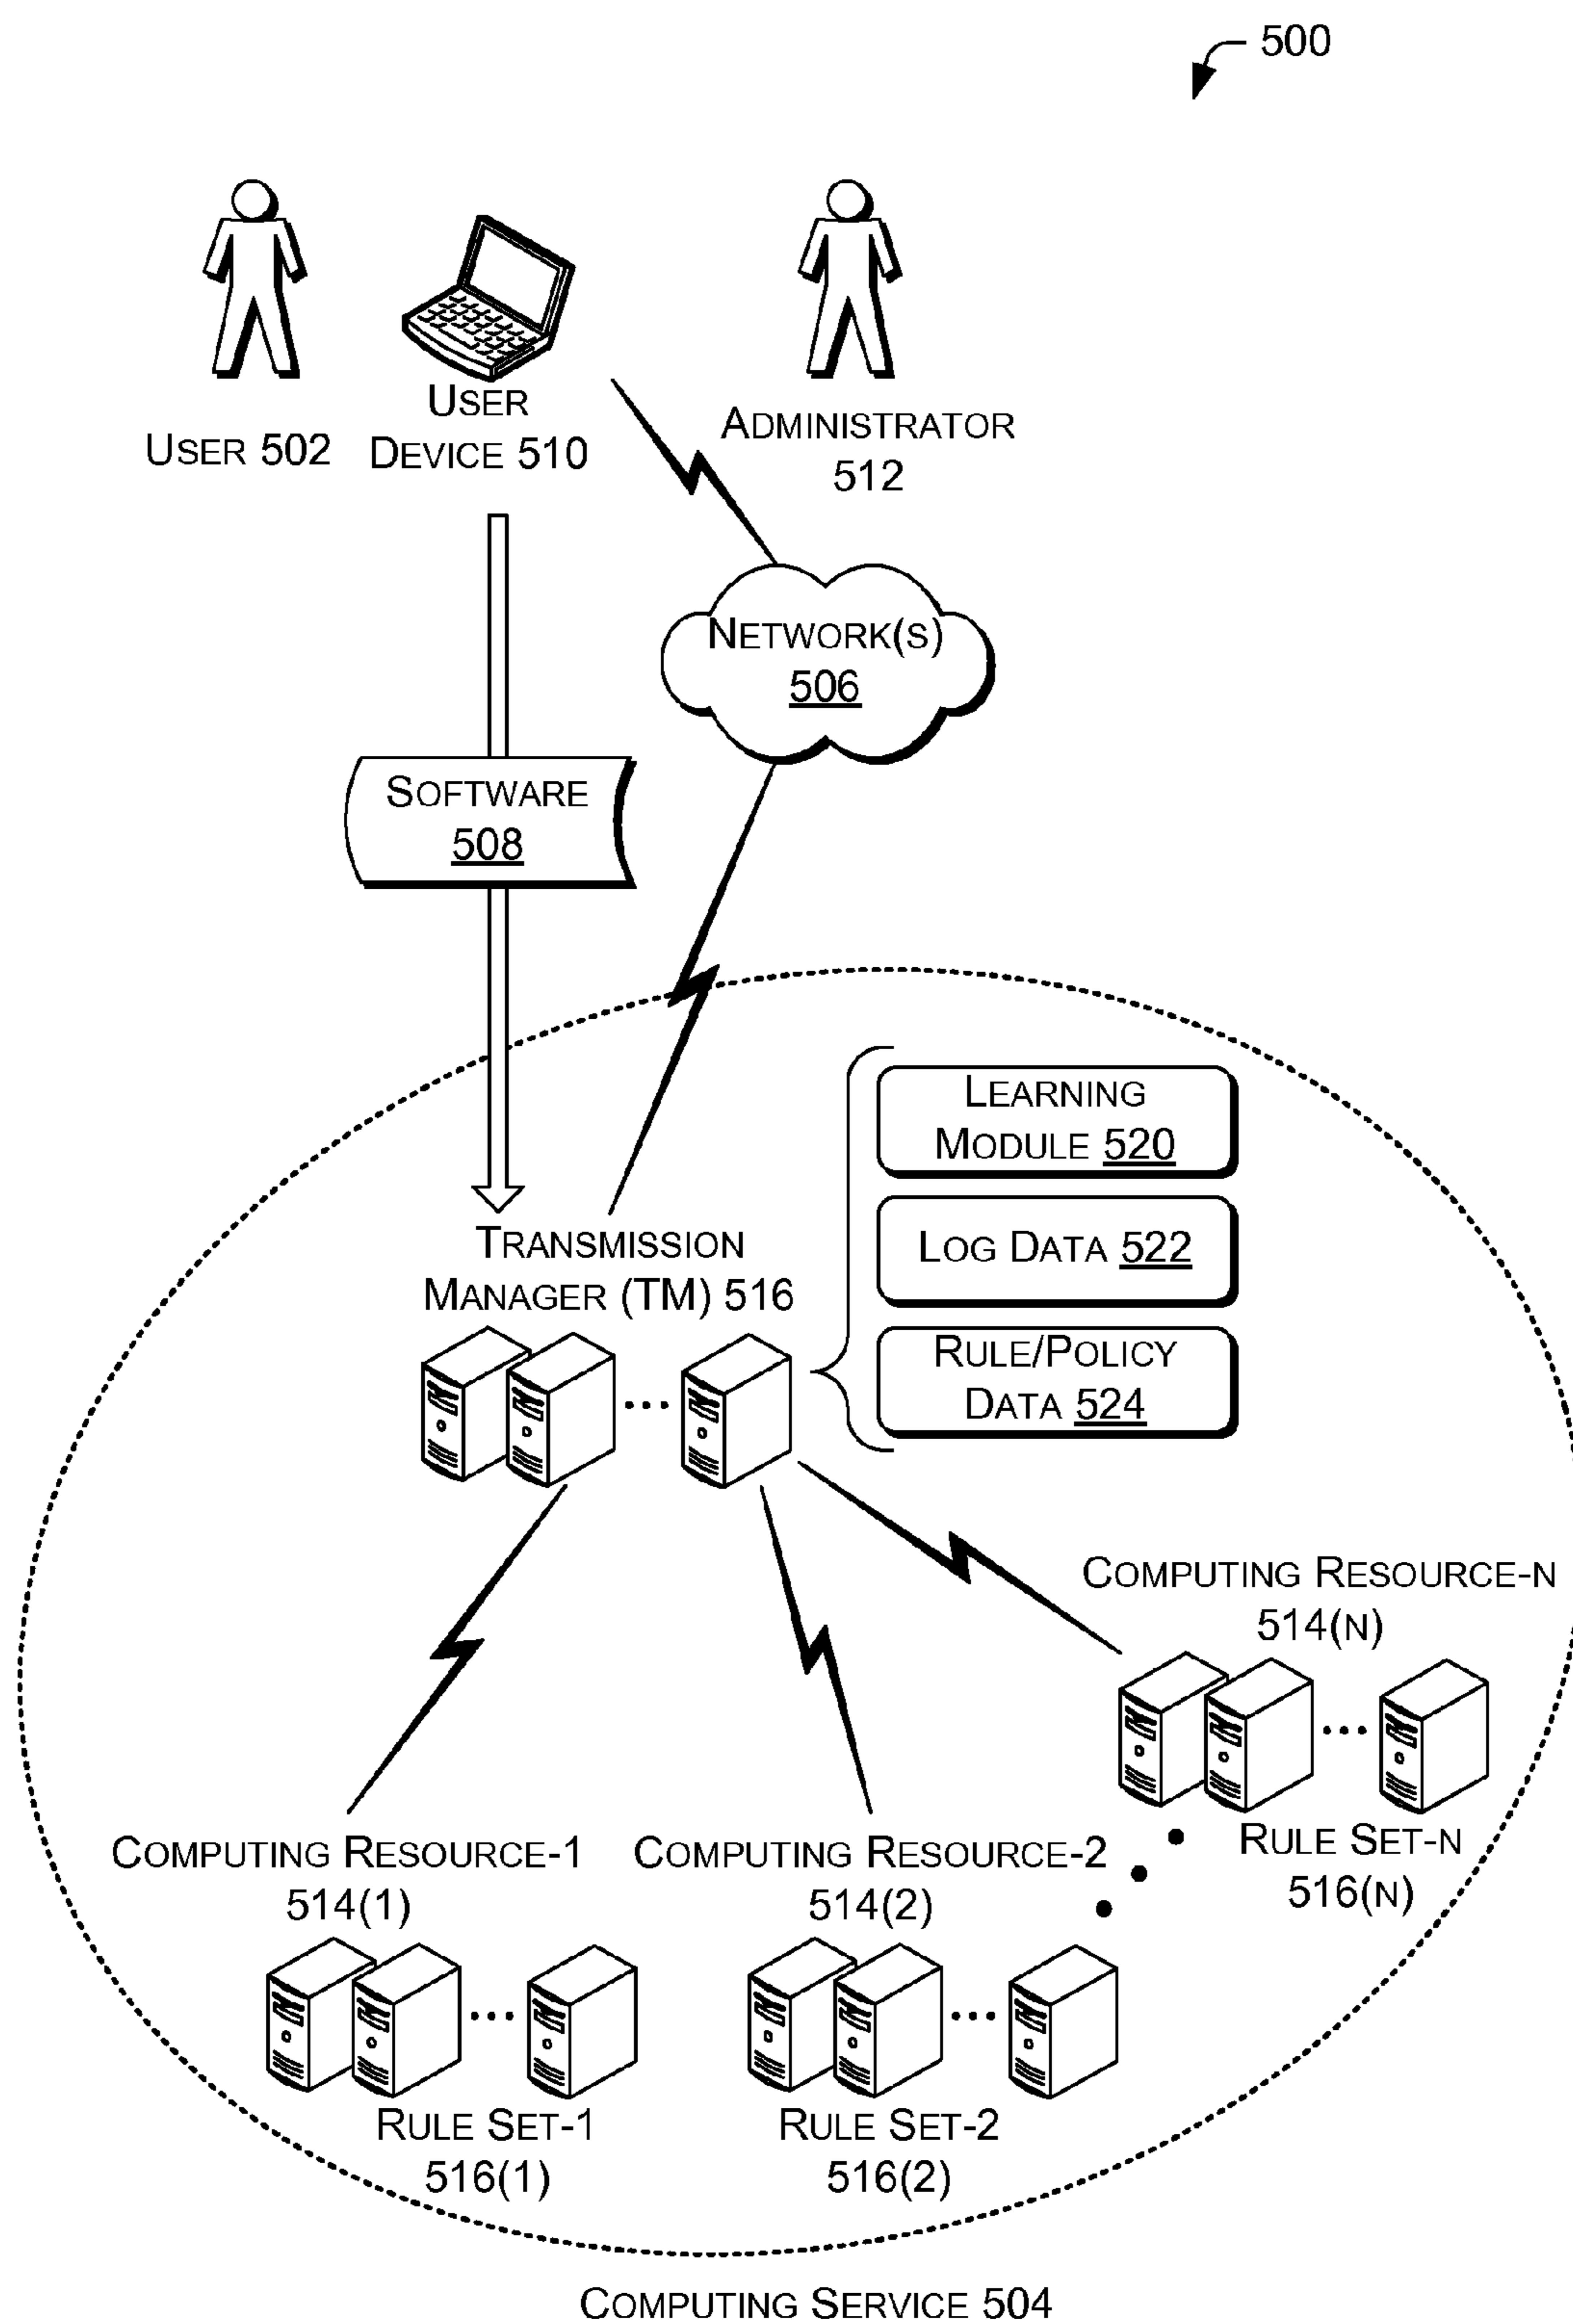 500
USER 502
USER
DEVICE 510
ADMINISTRATOR
512
NETWORK(S)
506
SOFTWARE
508
LEARNING
MODULE 520
LOG DATA 522
RULE/POLICY
DATA 524
TRANSMISSION
MANAGER (TM) 516
COMPUTING RESOURCE-N
514(N)
RULE SET-N
516(N)
COMPUTING RESOURCE-1
514(1)
RULE SET-1
516(1)
COMPUTING RESOURCE-2
514(2)
RULE SET-2
516(2)
COMPUTING SERVICE 504